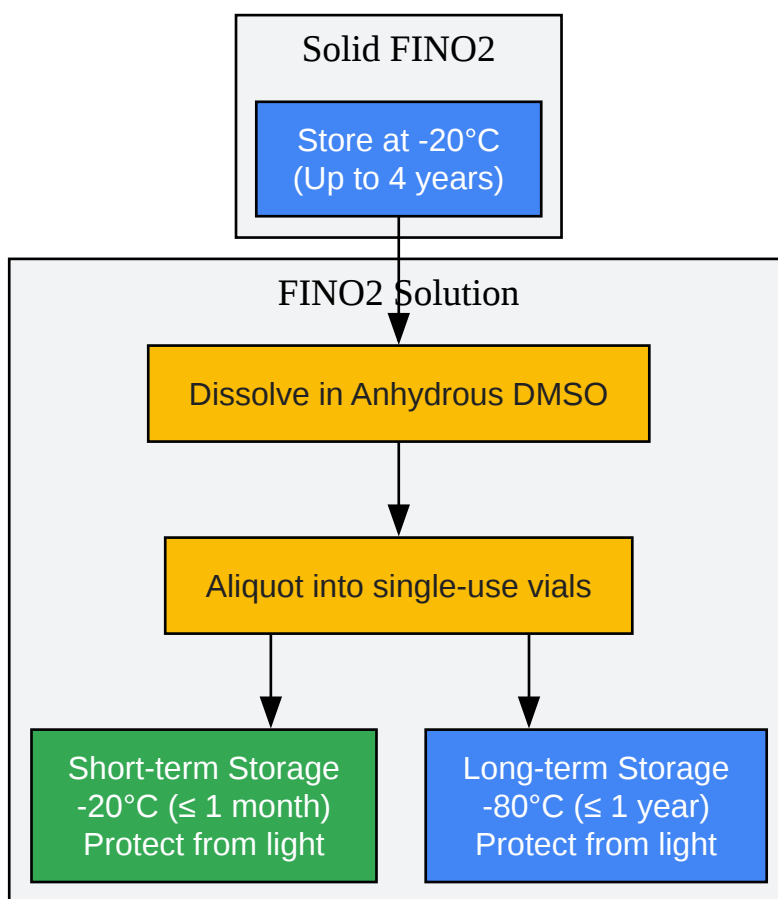 Solid FINO2
Store at -20°C
(Up to 4 years)
FINO2 Solution
Dissolve in Anhydrous DMSO
Aliquot into single-use vials
Short-term Storage
-20°C (≤ 1 month)
Protect from light
Long-term Storage
-80°C (≤ 1 year)
Protect from light